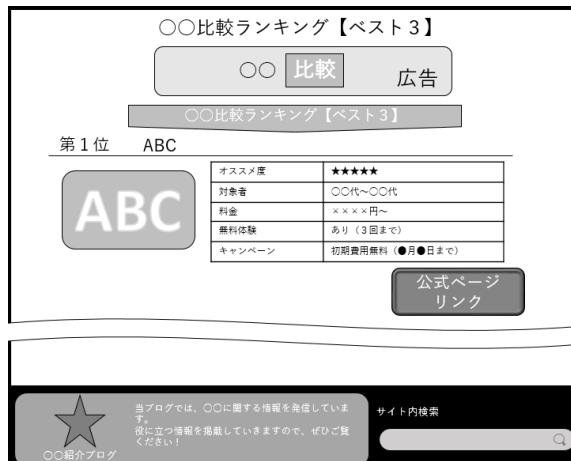 ○○比較ランキング【ベスト３】
○○ 比較 広告
○○比較ランキング【ベスト３】
第１位 ABC
ABC
オススメ度 ★★★★★
対象者 ○○代～○○代
料金 ××××円～
無料体験 あり（３回まで）
キャンペーン 初期費用無料（●月●日まで）
公式ページ
リンク
当ブログでは、○○に関する情報を発信していま
す。
役に立つ情報を掲載していきますので、ぜひご覧
ください！
○○紹介ブログ
サイト内検索